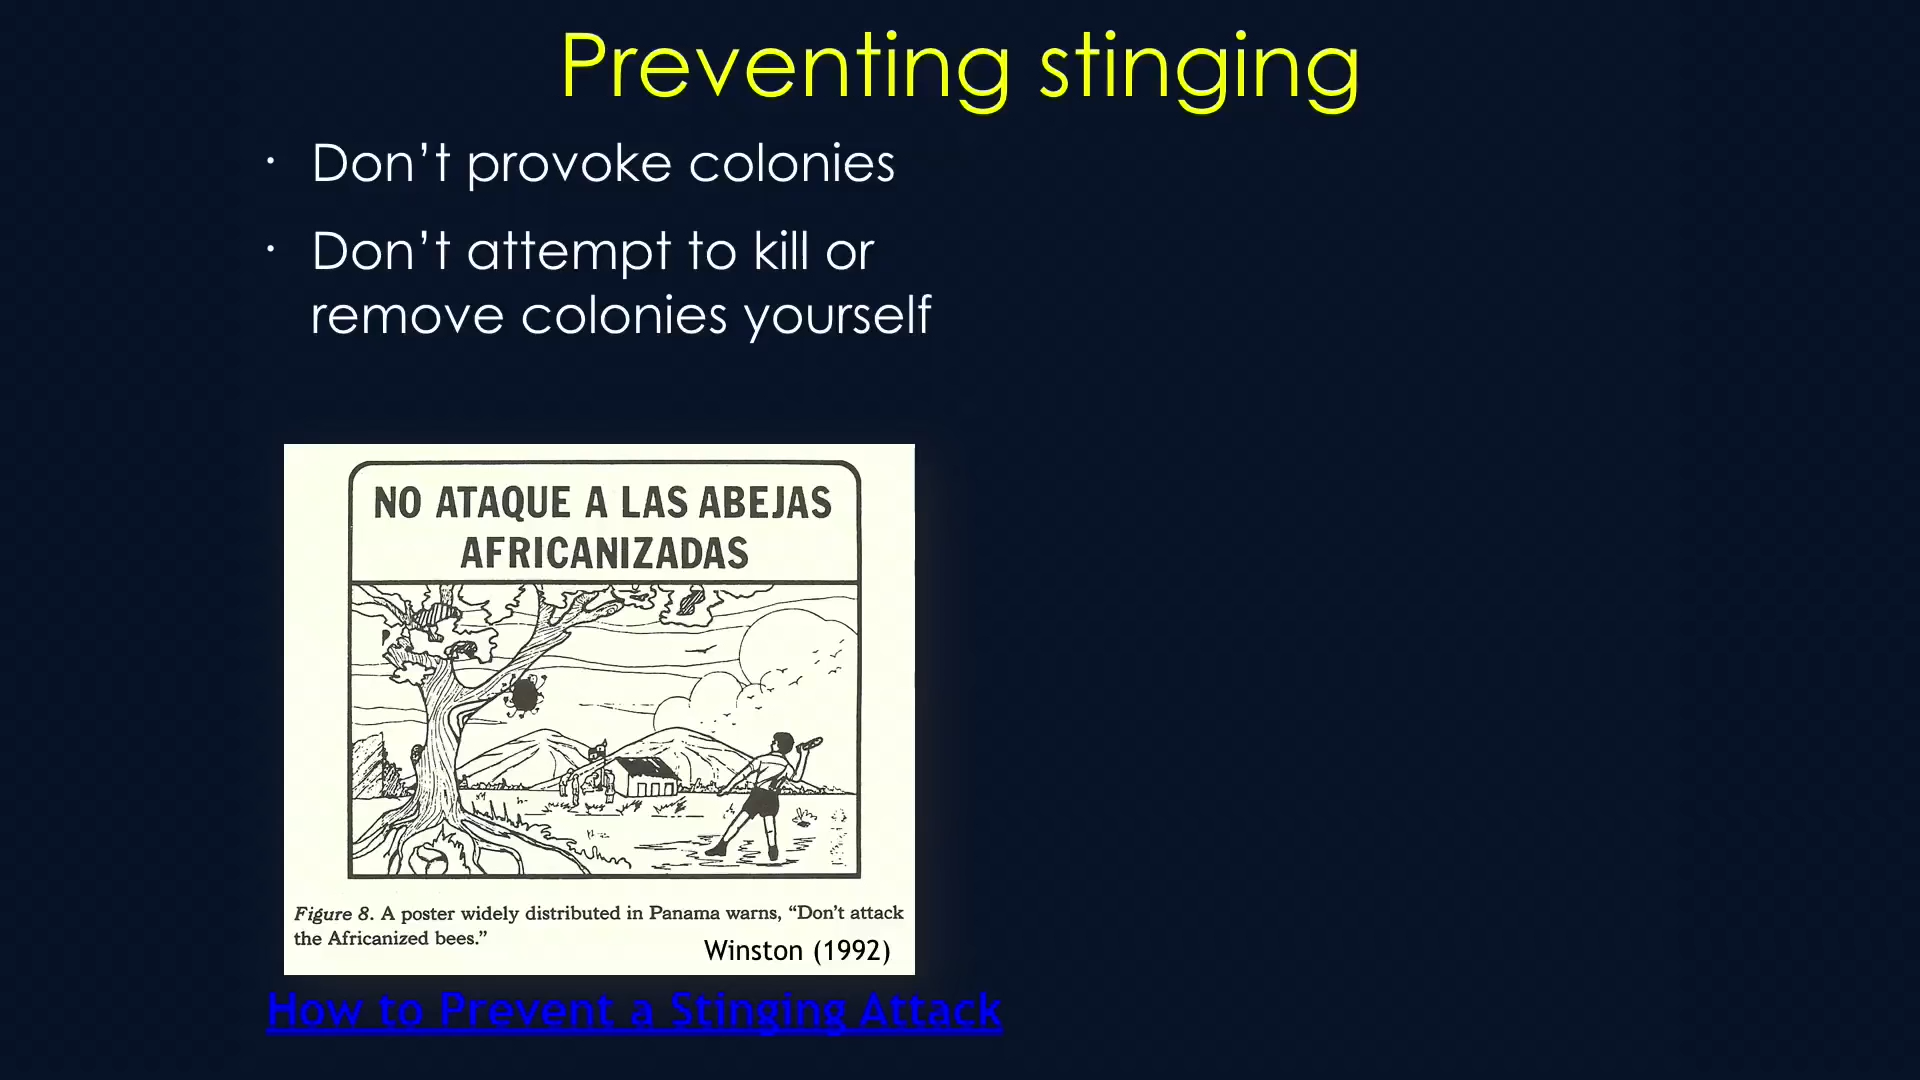 Preventing stinging
· Don’t provoke colonies
· Don’t attempt to kill or
remove colonies yourself
NO ATAQUE A LAS ABEJAS
AFRICANIZADAS
Figure 8. A poster widely distributed in Panama warns, “Don’t attack
the Africanized bees.”
Winston (1992)
How to Prevent a Stinging Attack